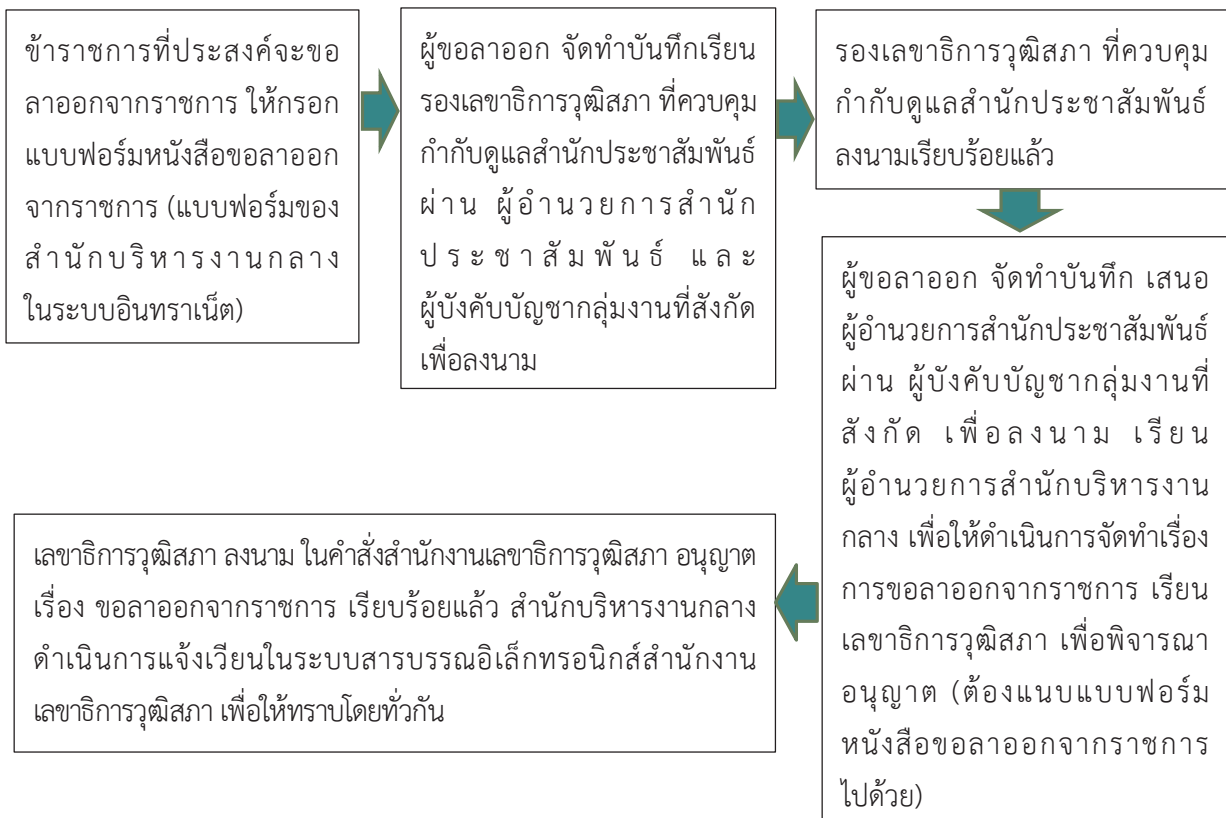 ข้าราชการที่ประสงค์จะขอ
ลาออกจากราชการ ให้กรอก
แบบฟอร์มหนังสือขอลาออก
จากราชการ (แบบฟอร์มของ
สำนักบริหารงานกลาง
ในระบบอินทราเน็ต)
ผู้ขอลาออก จัดทำบันทึกเรียน
รองเลขาธิการวุฒิสภา ที่ควบคุม
กำกับดูแลสำนักประชาสัมพันธ์
ผ่าน ผู้อำนวยการสำนัก
ประชาสัมพันธ์ และ
ผู้บังคับบัญชากลุ่มงานที่สังกัด
เพื่อลงนาม
รองเลขาธิการวุฒิสภา ที่ควบคุม
กำกับดูแลสำนักประชาสัมพันธ์
ลงนามเรียบร้อยแล้ว
ผู้ขอลาออก จัดทำบันทึก เสนอ
ผู้อำนวยการสำนักประชาสัมพันธ์
ผ่าน ผู้บังคับบัญชากลุ่มงานที่
สังกัด เพื่อลงนาม เรียน
ผู้อำนวยการสำนักบริหารงาน
กลาง เพื่อให้ดำเนินการจัดทำเรื่อง
การขอลาออกจากราชการ เรียน
เลขาธิการวุฒิสภา เพื่อพิจารณา
อนุญาต (ต้องแนบแบบฟอร์ม
หนังสือขอลาออกจากราชการ
ไปด้วย)
เลขาธิการวุฒิสภา ลงนาม ในคำสั่งสำนักงานเลขาธิการวุฒิสภา อนุญาต
เรื่อง ขอลาออกจากราชการ เรียบร้อยแล้ว สำนักบริหารงานกลาง
ดำเนินการแจ้งเวียนในระบบสารบรรณอิเล็กทรอนิกส์สำนักงาน
เลขาธิการวุฒิสภา เพื่อให้ทราบโดยทั่วกัน